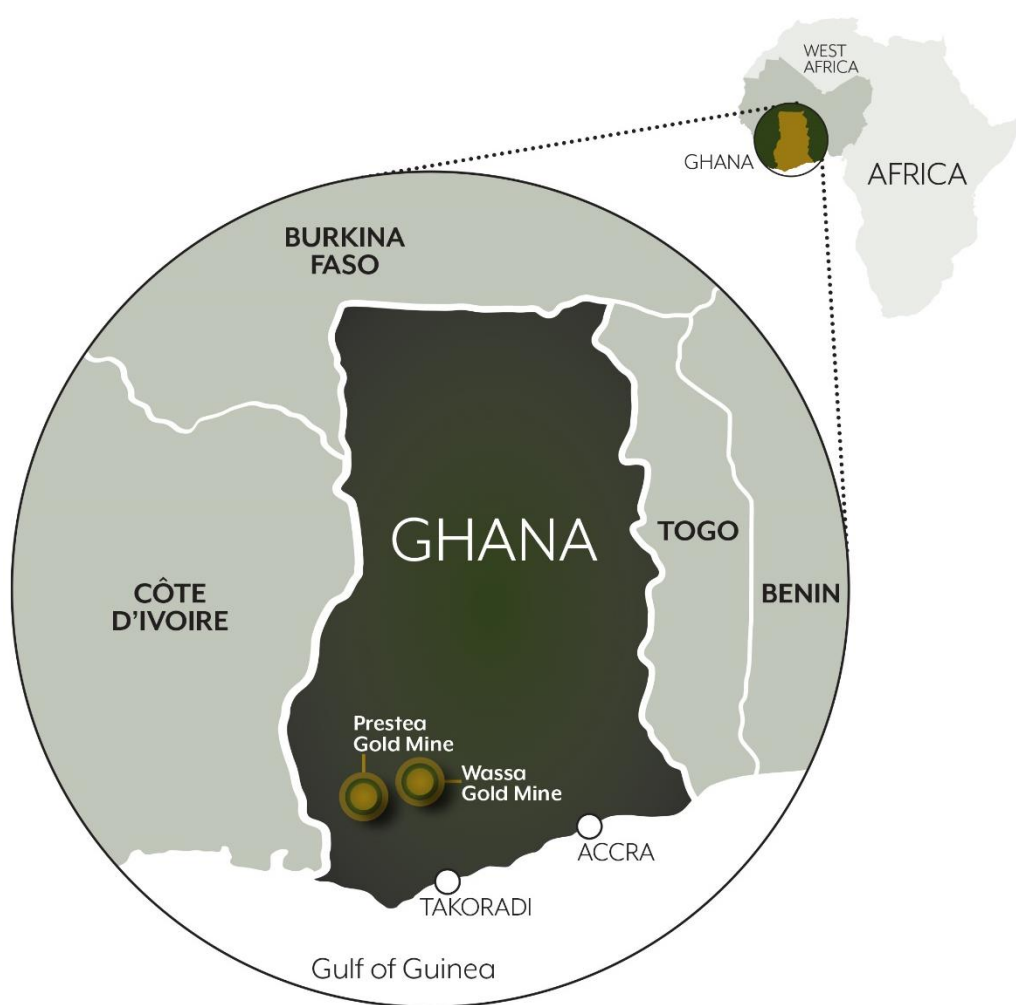 WEST
AFRICA
GHANA
AFRICA
BURKINA
FASO
GHANA
TOGO
CÔTE
D'IVOIRE
BENIN
Prestea
Gold Mine
Wassa
Gold Mine
ACCRA
TAKORADI
Gulf of Guinea